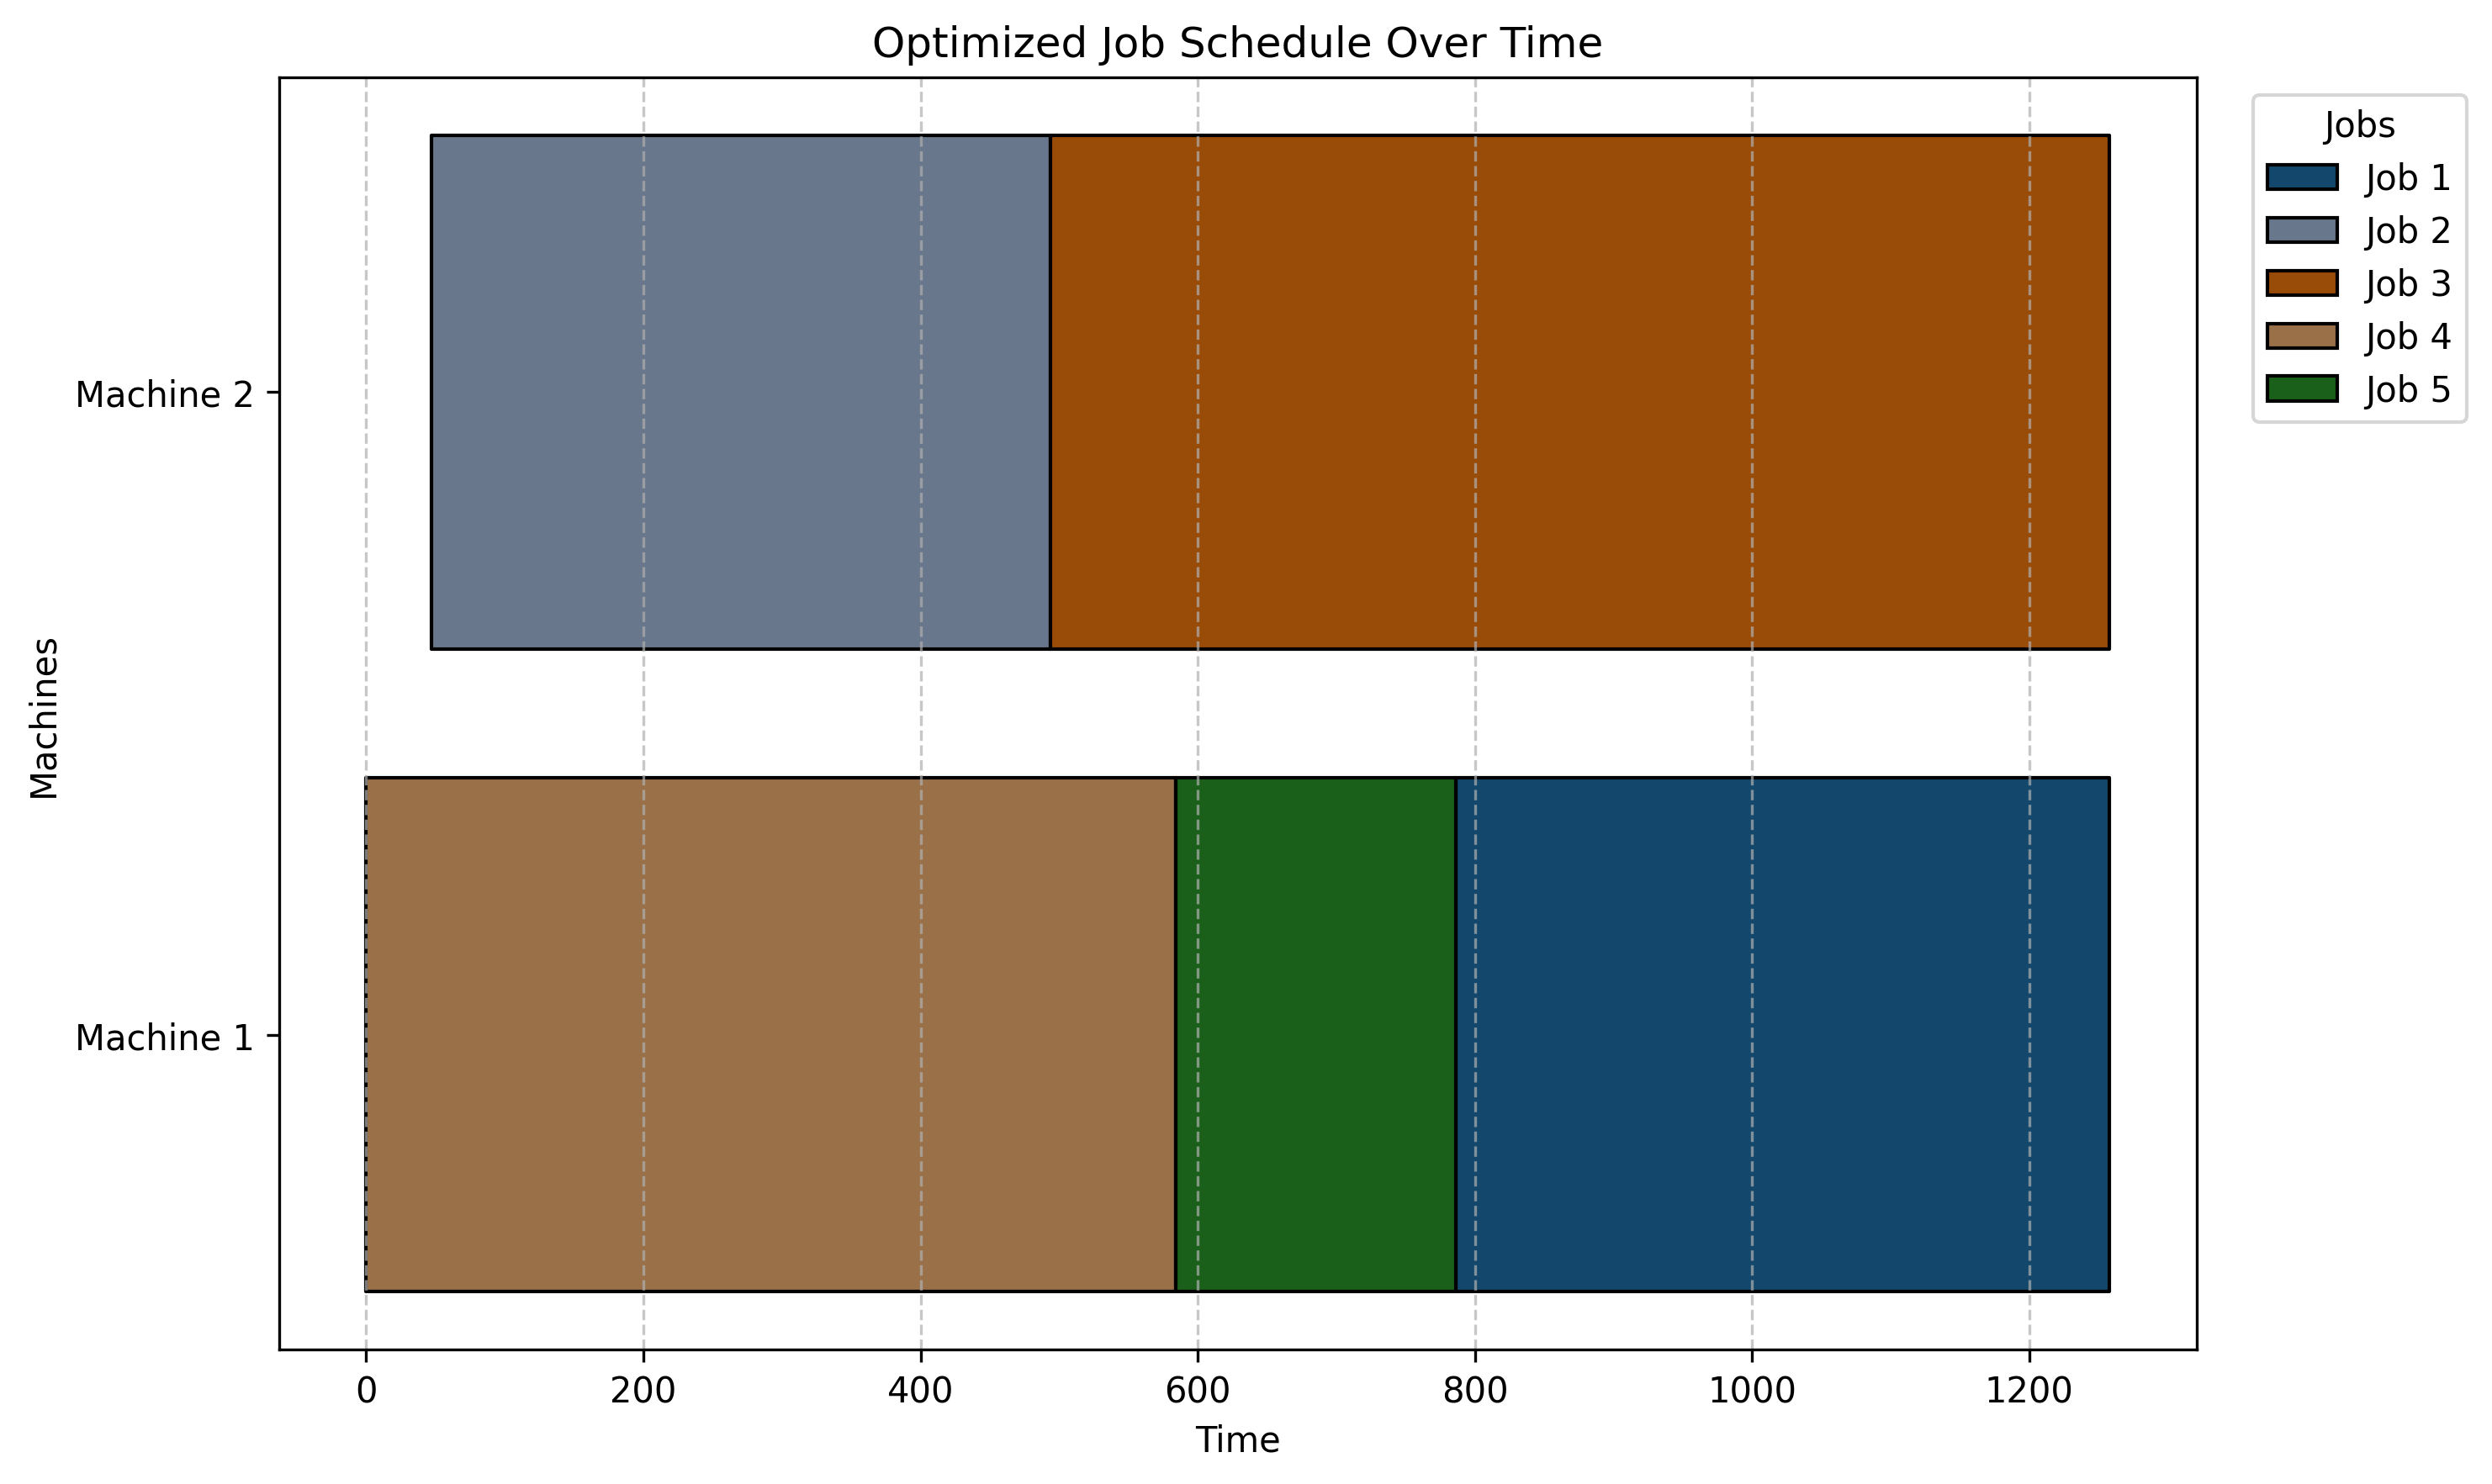 Optimized Job Schedule Over Time
Jobs
Job 1
Job 2
Job 3
Job 4
Job 5
Machines
Machine 2
Machine 1
0 200 400 600 800 1000 1200
Time